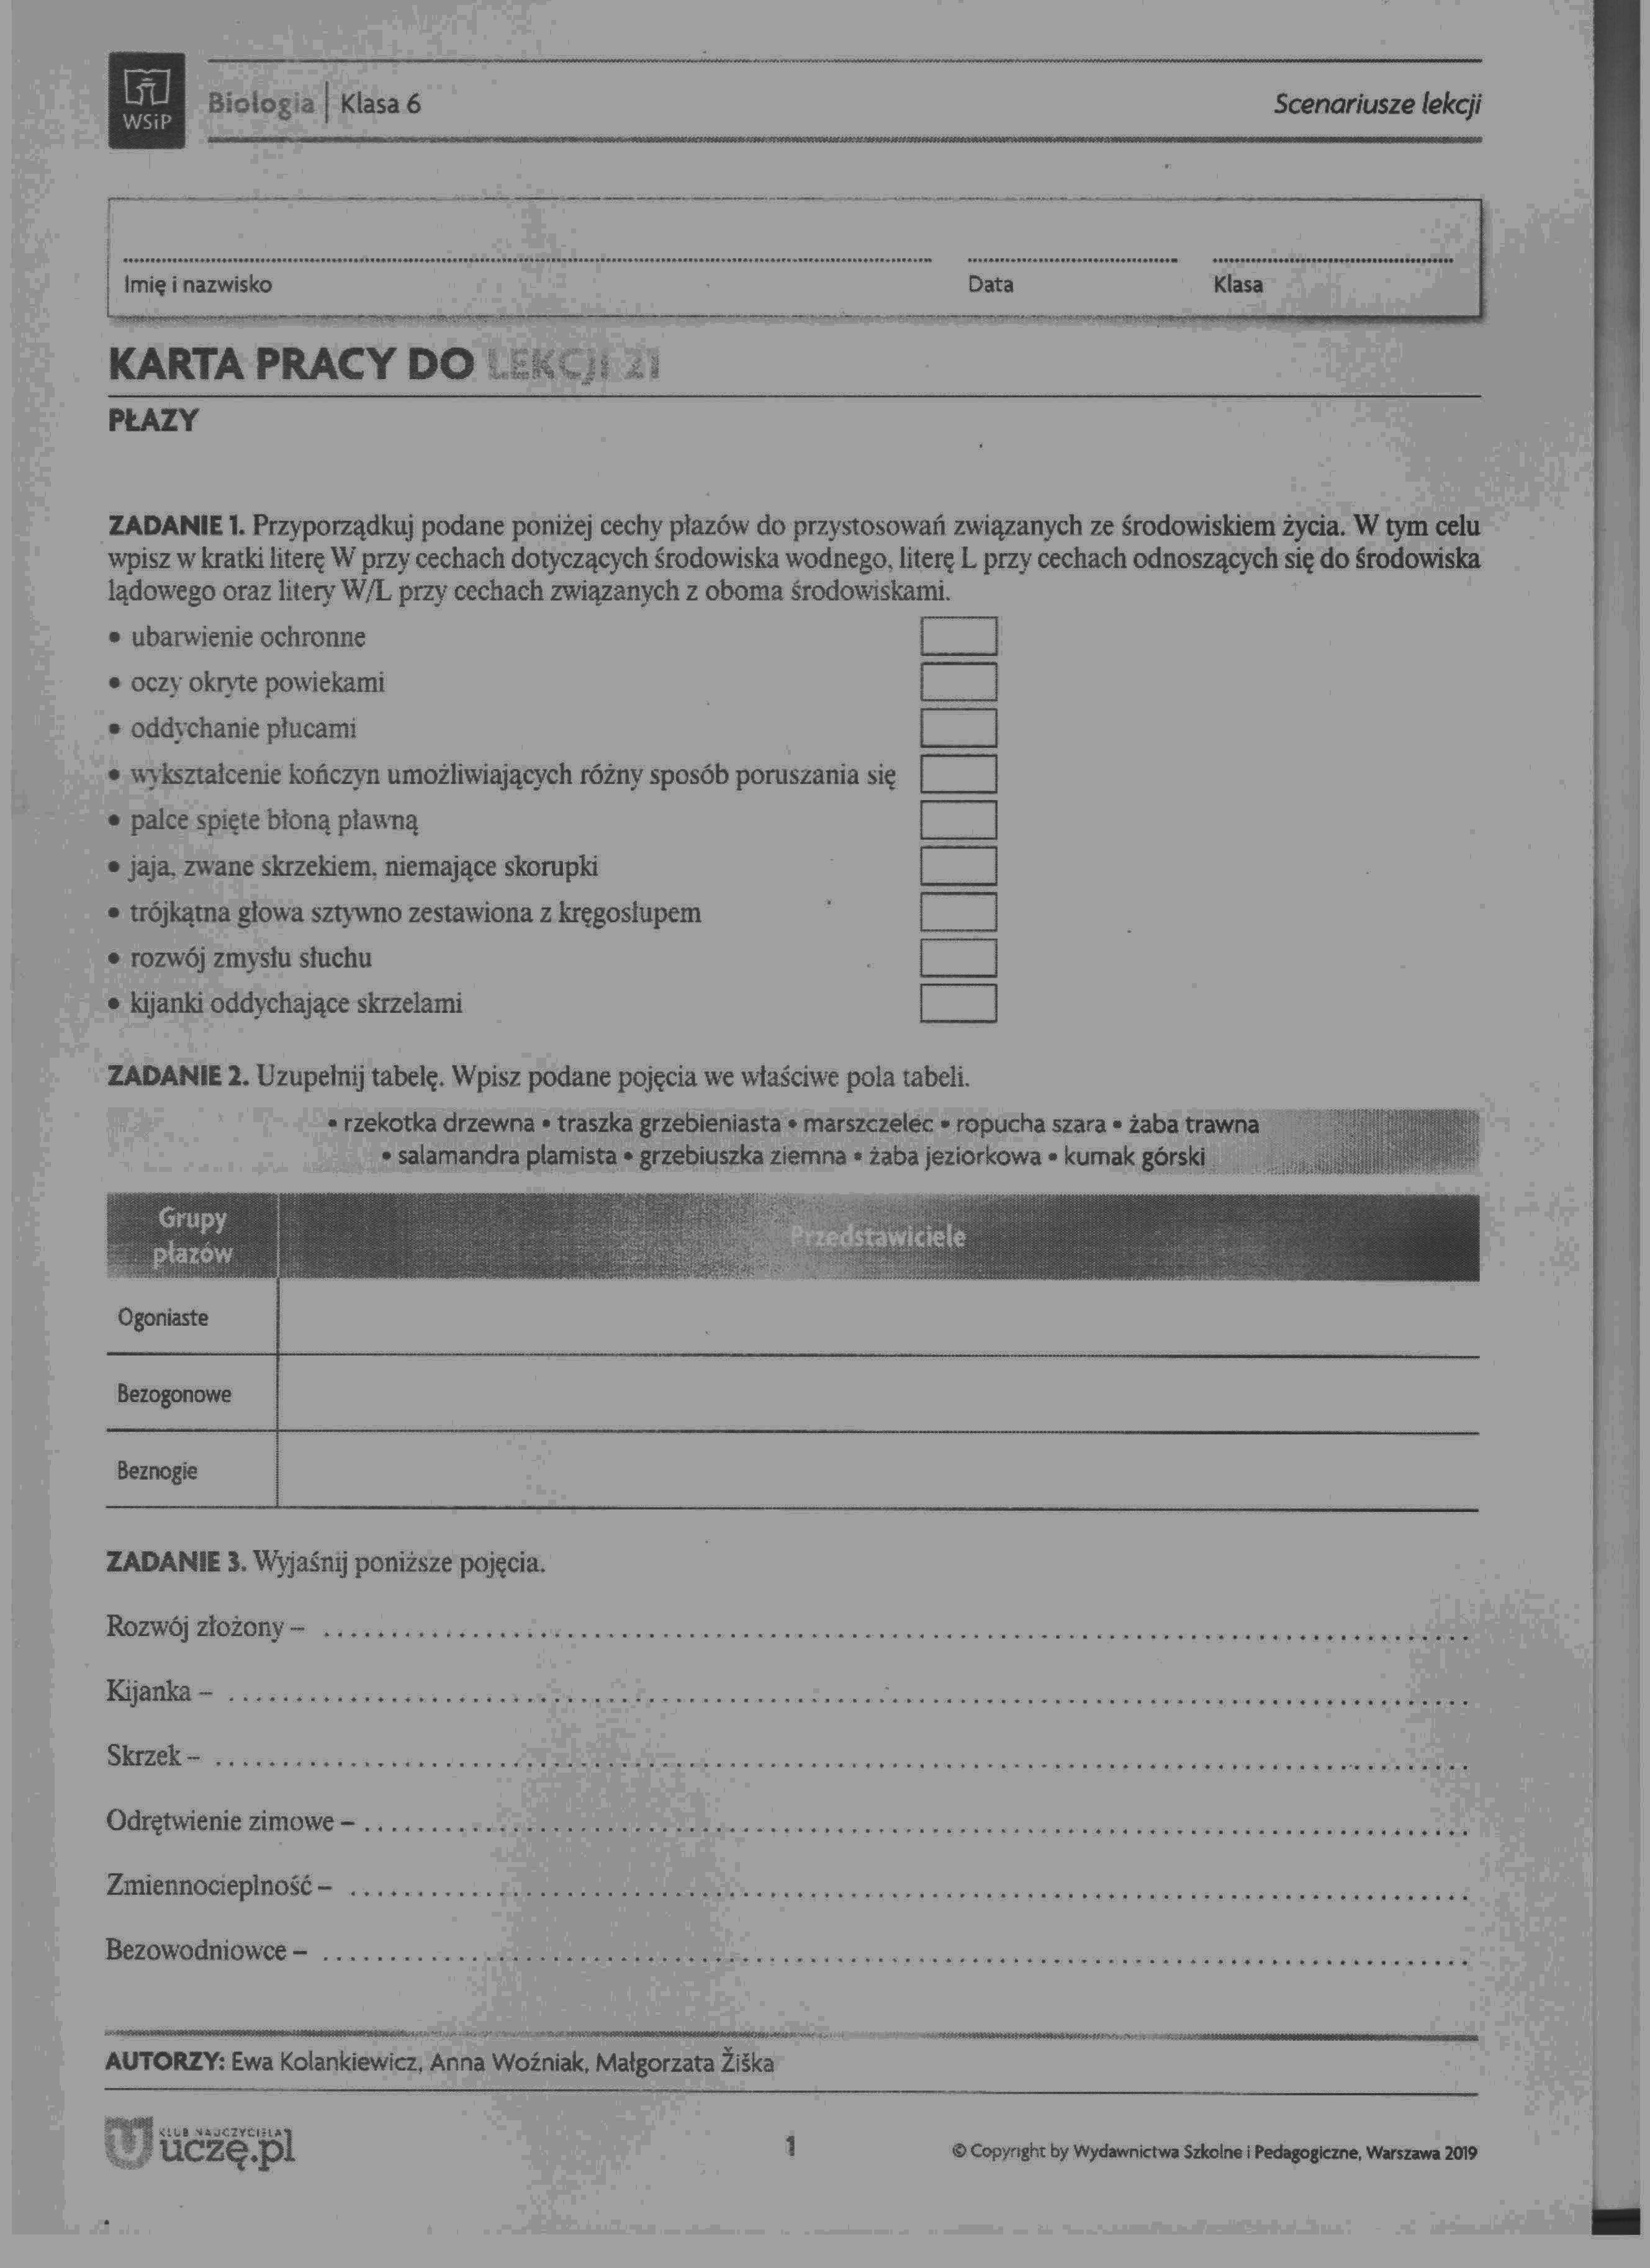 WSiP
Biologia | Klasa 6
Scenariusze lekcji
Imię i nazwisko
Data
Klasa
KARTA PRACY DO LEKCJI 21
PŁAZY
ZADANIE 1. Przyporządkuj podane poniżej cechy płazów do przystosowań związanych ze środowiskiem życia. W tym celu
wpisz w kratki literę W przy cechach dotyczących środowiska wodnego, literę L przy cechach odnoszących się do środowiska
lądowego oraz litery W/L przy cechach związanych z oboma środowiskami.
• ubarwienie ochronne
• oczy okryte powiekami
• oddychanie płucami
• wykształcenie kończyn umożliwiających różny sposób poruszania się
• palce spięte błoną pławną
• jaja, zwane skrzekiem, niemające skorupki
• trójkątna głowa sztywno zestawiona z kręgosłupem
• rozwój zmysłu słuchu
• kijanki oddychające skrzelami
ZADANIE 2. Uzupełnij tabelę. Wpisz podane pojęcia we właściwe pola tabeli.
• rzekotka drzewna • traszka grzebieniasta • marszczelec • ropucha szara • żaba trawna
• salamandra plamista • grzebiuszka ziemna • żaba jeziorkowa • kumak górski
Grupy
płazów
Przedstawiciele
Ogoniaste
Bezogonowe
Beznogie
ZADANIE 3. Wyjaśnij poniższe pojęcia.
Rozwój złożony –
Kijanka –
Skrzek –
Odrętwienie zimowe –
Zmiennocieplność –
Bezowodniowce –
AUTORZY: Ewa Kolankiewicz, Anna Woźniak, Małgorzata Žiška
KLUB NAUCZYCIELA
uczę.pl
1
© Copyright by Wydawnictwa Szkolne i Pedagogiczne, Warszawa 2019